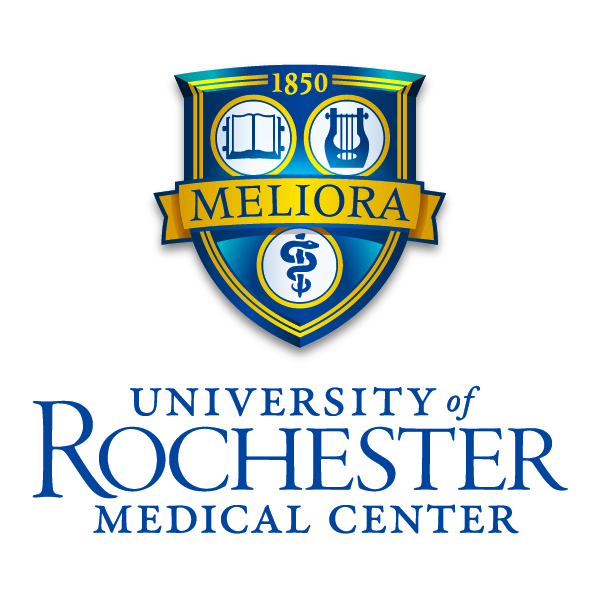 1850
MELIORA
UNIVERSITY of
ROCHESTER
MEDICAL CENTER